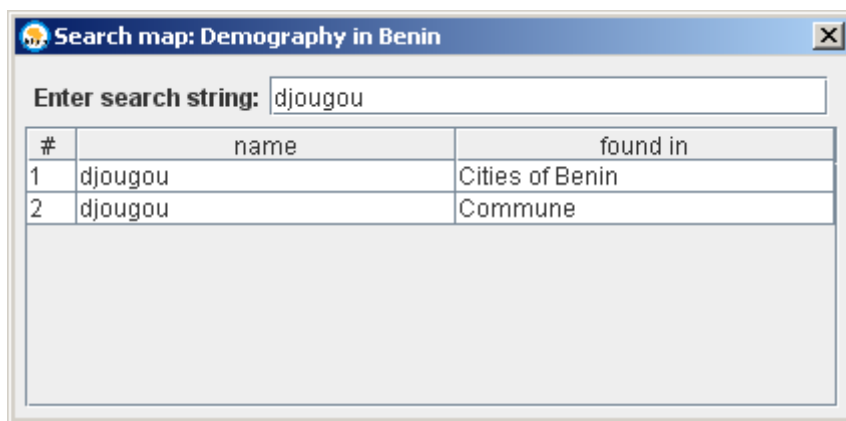 Search map: Demography in Benin
Enter search string: djougou
# name found in
1 djougou Cities of Benin
2 djougou Commune